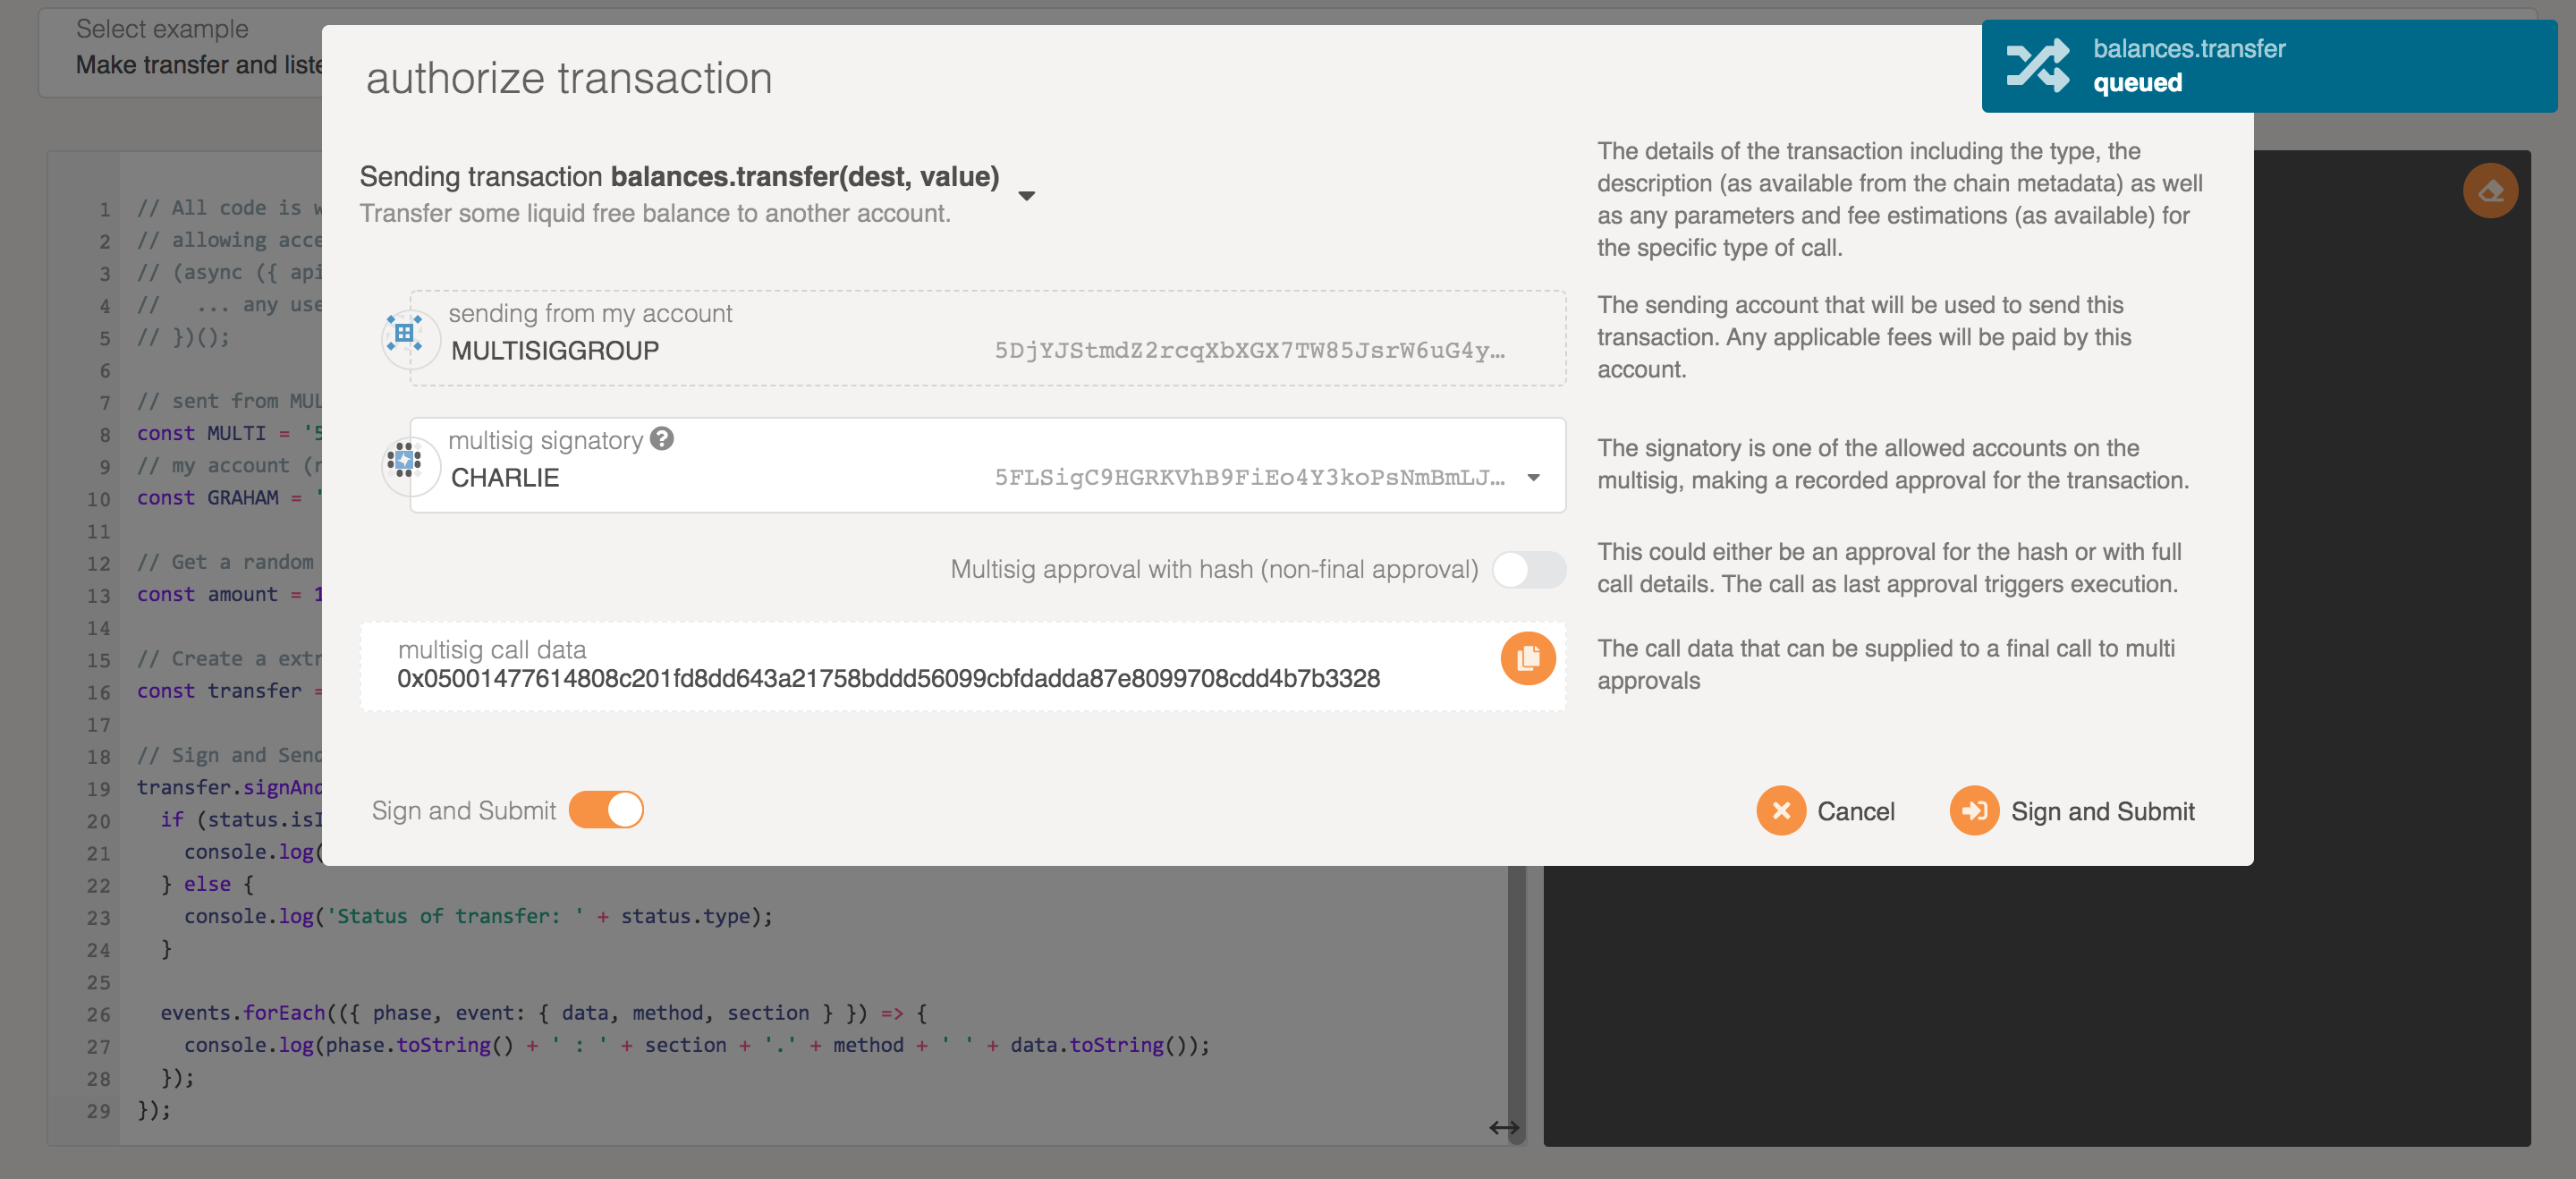 Select example
Make transfer and liste
balances.transfer
queued
authorize transaction
Sending transaction balances.transfer(dest, value)
Transfer some liquid free balance to another account.
The details of the transaction including the type, the
description (as available from the chain metadata) as well
as any parameters and fee estimations (as available) for
the specific type of call.
sending from my account
MULTISIGGROUP 5DjYJStmdZ2rcqXbXGX7TW85JsrW6uG4y…
The sending account that will be used to send this
transaction. Any applicable fees will be paid by this
account.
multisig signatory
CHARLIE 5FLSigC9HGRKVhB9FiEo4Y3koPsNmBmLJ…
The signatory is one of the allowed accounts on the
multisig, making a recorded approval for the transaction.
Multisig approval with hash (non-final approval)
This could either be an approval for the hash or with full
call details. The call as last approval triggers execution.
multisig call data
0x05001477614808c201fd8dd643a21758bddd56099cbfdadda87e8099708cdd4b7b3328
The call data that can be supplied to a final call to multi
approvals
Sign and Submit
Cancel
Sign and Submit
1 // All code is w
2 // allowing acce
3 // (async ({ api
4 //   ... any use
5 // })();
6
7 // sent from MUL
8 const MULTI = '5
9 // my account (r
10 const GRAHAM = '
11
12 // Get a random
13 const amount = 1
14
15 // Create a extr
16 const transfer =
17
18 // Sign and Send
19 transfer.signAnd
20   if (status.isI
21     console.log(
22   } else {
23     console.log('Status of transfer: ' + status.type);
24   }
25
26   events.forEach(({ phase, event: { data, method, section } }) => {
27     console.log(phase.toString() + ' : ' + section + '.' + method + ' ' + data.toString());
28   });
29 });